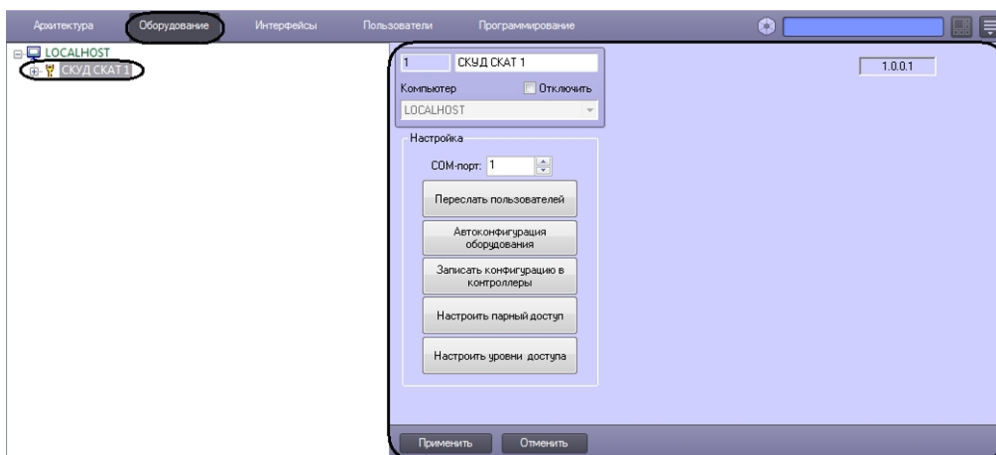 Архитектура Оборудование Интерфейсы Пользователи Программирование
LOCALHOST
СКУД СКАТ 1
1 СКУД СКАТ 1 1.0.0.1
Компьютер Отключить
LOCALHOST
Настройка
COM-порт: 1
Переслать пользователей
Автоконфигурация
оборудования
Записать конфигурацию в
контроллеры
Настроить парный доступ
Настроить уровни доступа
Применить Отменить